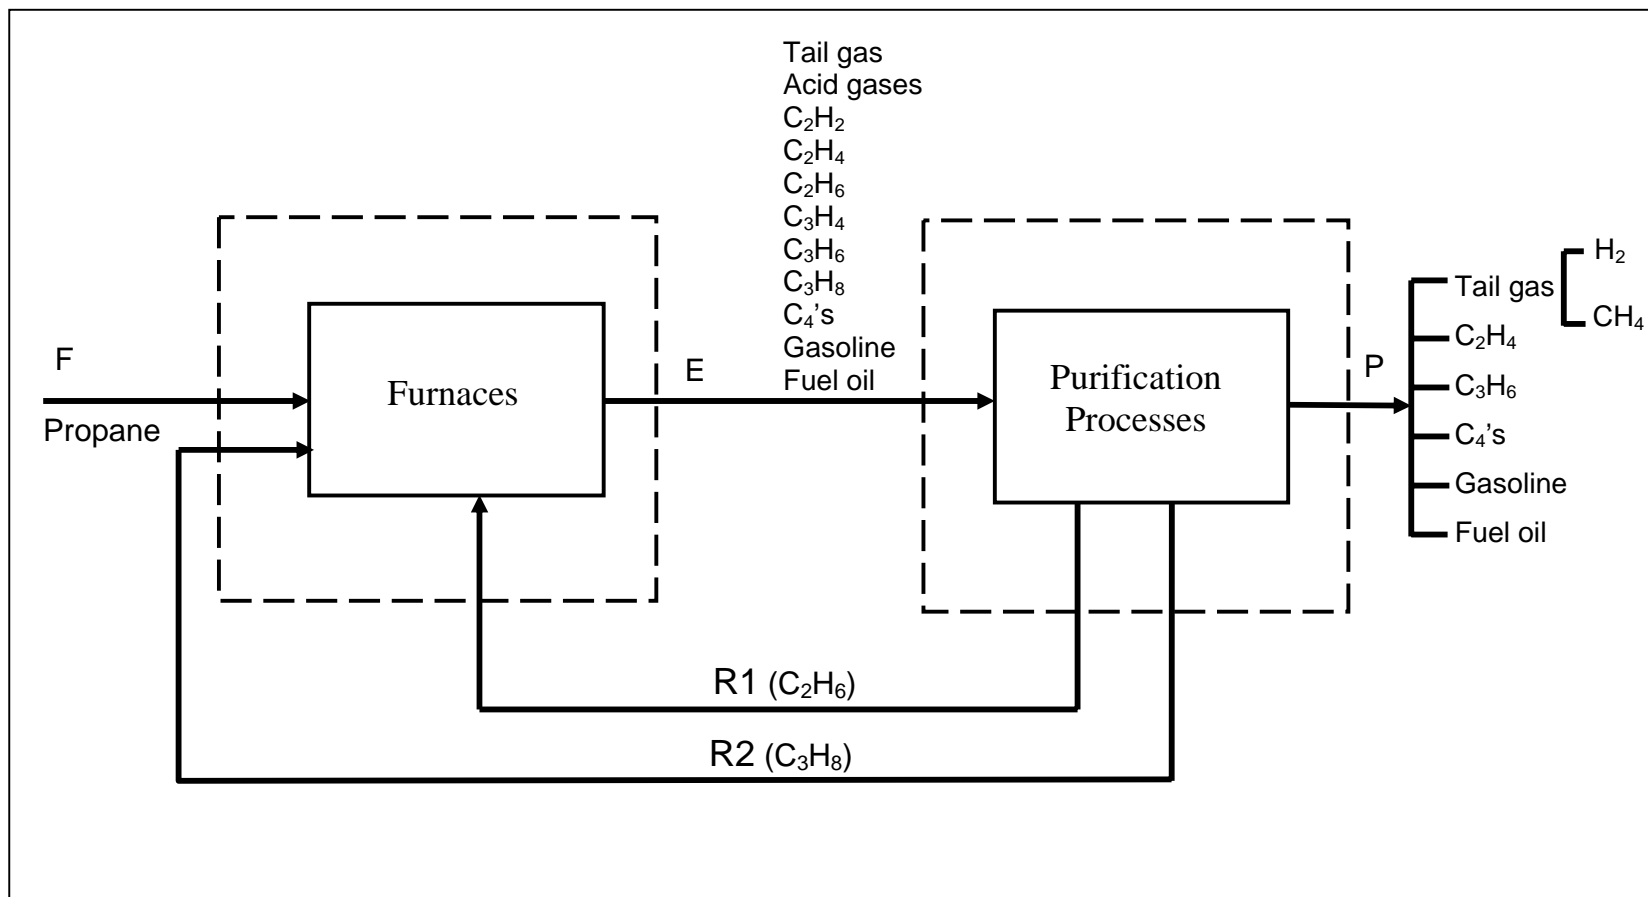 Tail gas
Acid gases
C₂H₂
C₂H₄
C₂H₆
C₃H₄
C₃H₆
C₃H₈
C₄’s
Gasoline
Fuel oil
F
Propane
Furnaces
E
Purification
Processes
P
Tail gas
H₂
CH₄
C₂H₄
C₃H₆
C₄’s
Gasoline
Fuel oil
R1 (C₂H₆)
R2 (C₃H₈)